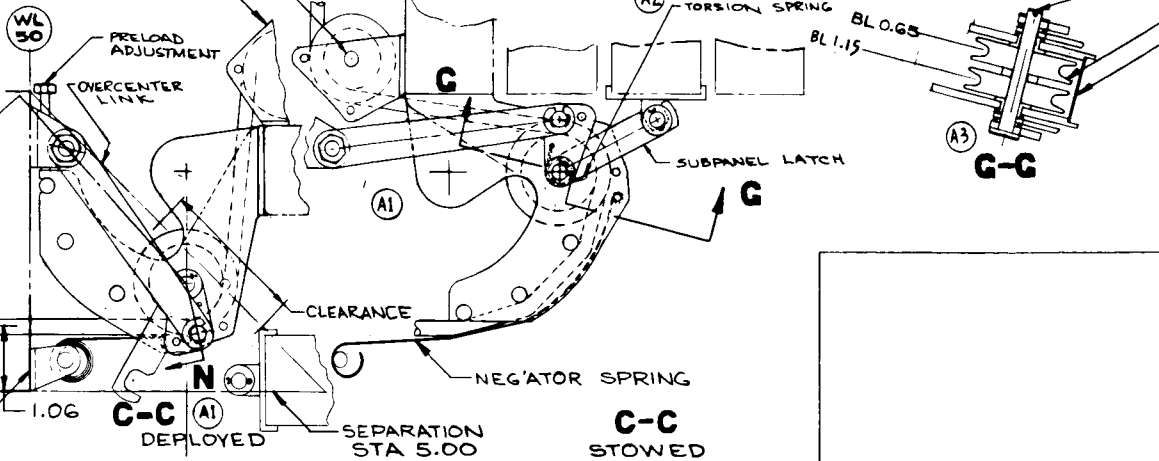 WL
50
PRELOAD
ADJUSTMENT
OVERCENTER
LINK
A2
TORSION SPRING
BL 0.65
BL 1.15
G
SUBPANEL LATCH
A3
G-G
A1
G
CLEARANCE
NEG'ATOR SPRING
N
1.06
C-C
A1
DEPLOYED
SEPARATION
STA 5.00
C-C
STOWED